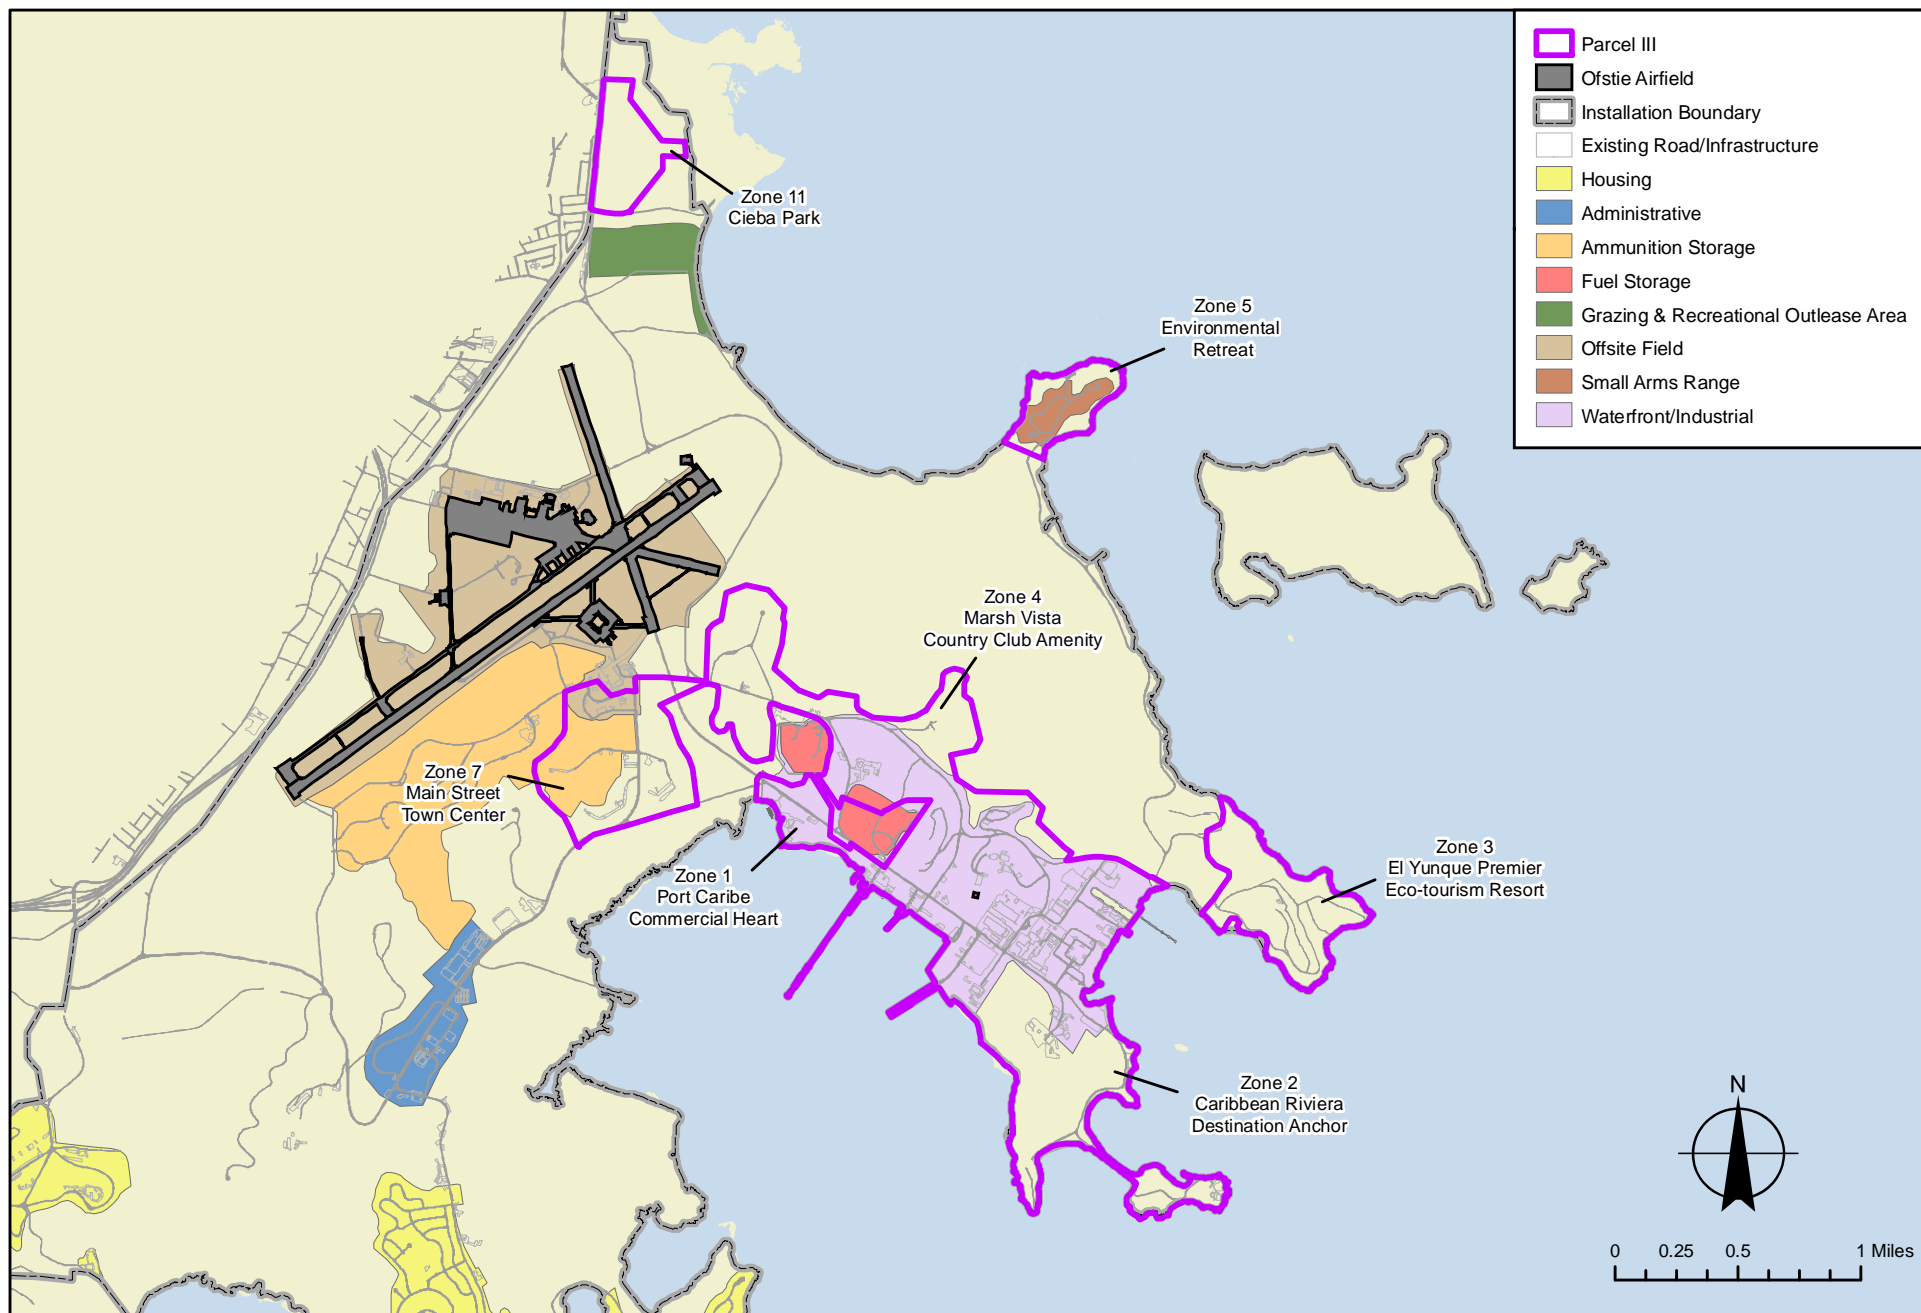 Parcel III
Ofstie Airfield
Installation Boundary
Existing Road/Infrastructure
Housing
Administrative
Ammunition Storage
Fuel Storage
Grazing & Recreational Outlease Area
Offsite Field
Small Arms Range
Waterfront/Industrial
Zone 11
Cieba Park
Zone 5
Environmental
Retreat
Zone 4
Marsh Vista
Country Club Amenity
Zone 7
Main Street
Town Center
Zone 1
Port Caribe
Commercial Heart
Zone 3
El Yunque Premier
Eco-tourism Resort
Zone 2
Caribbean Riviera
Destination Anchor
N
0 0.25 0.5 1 Miles